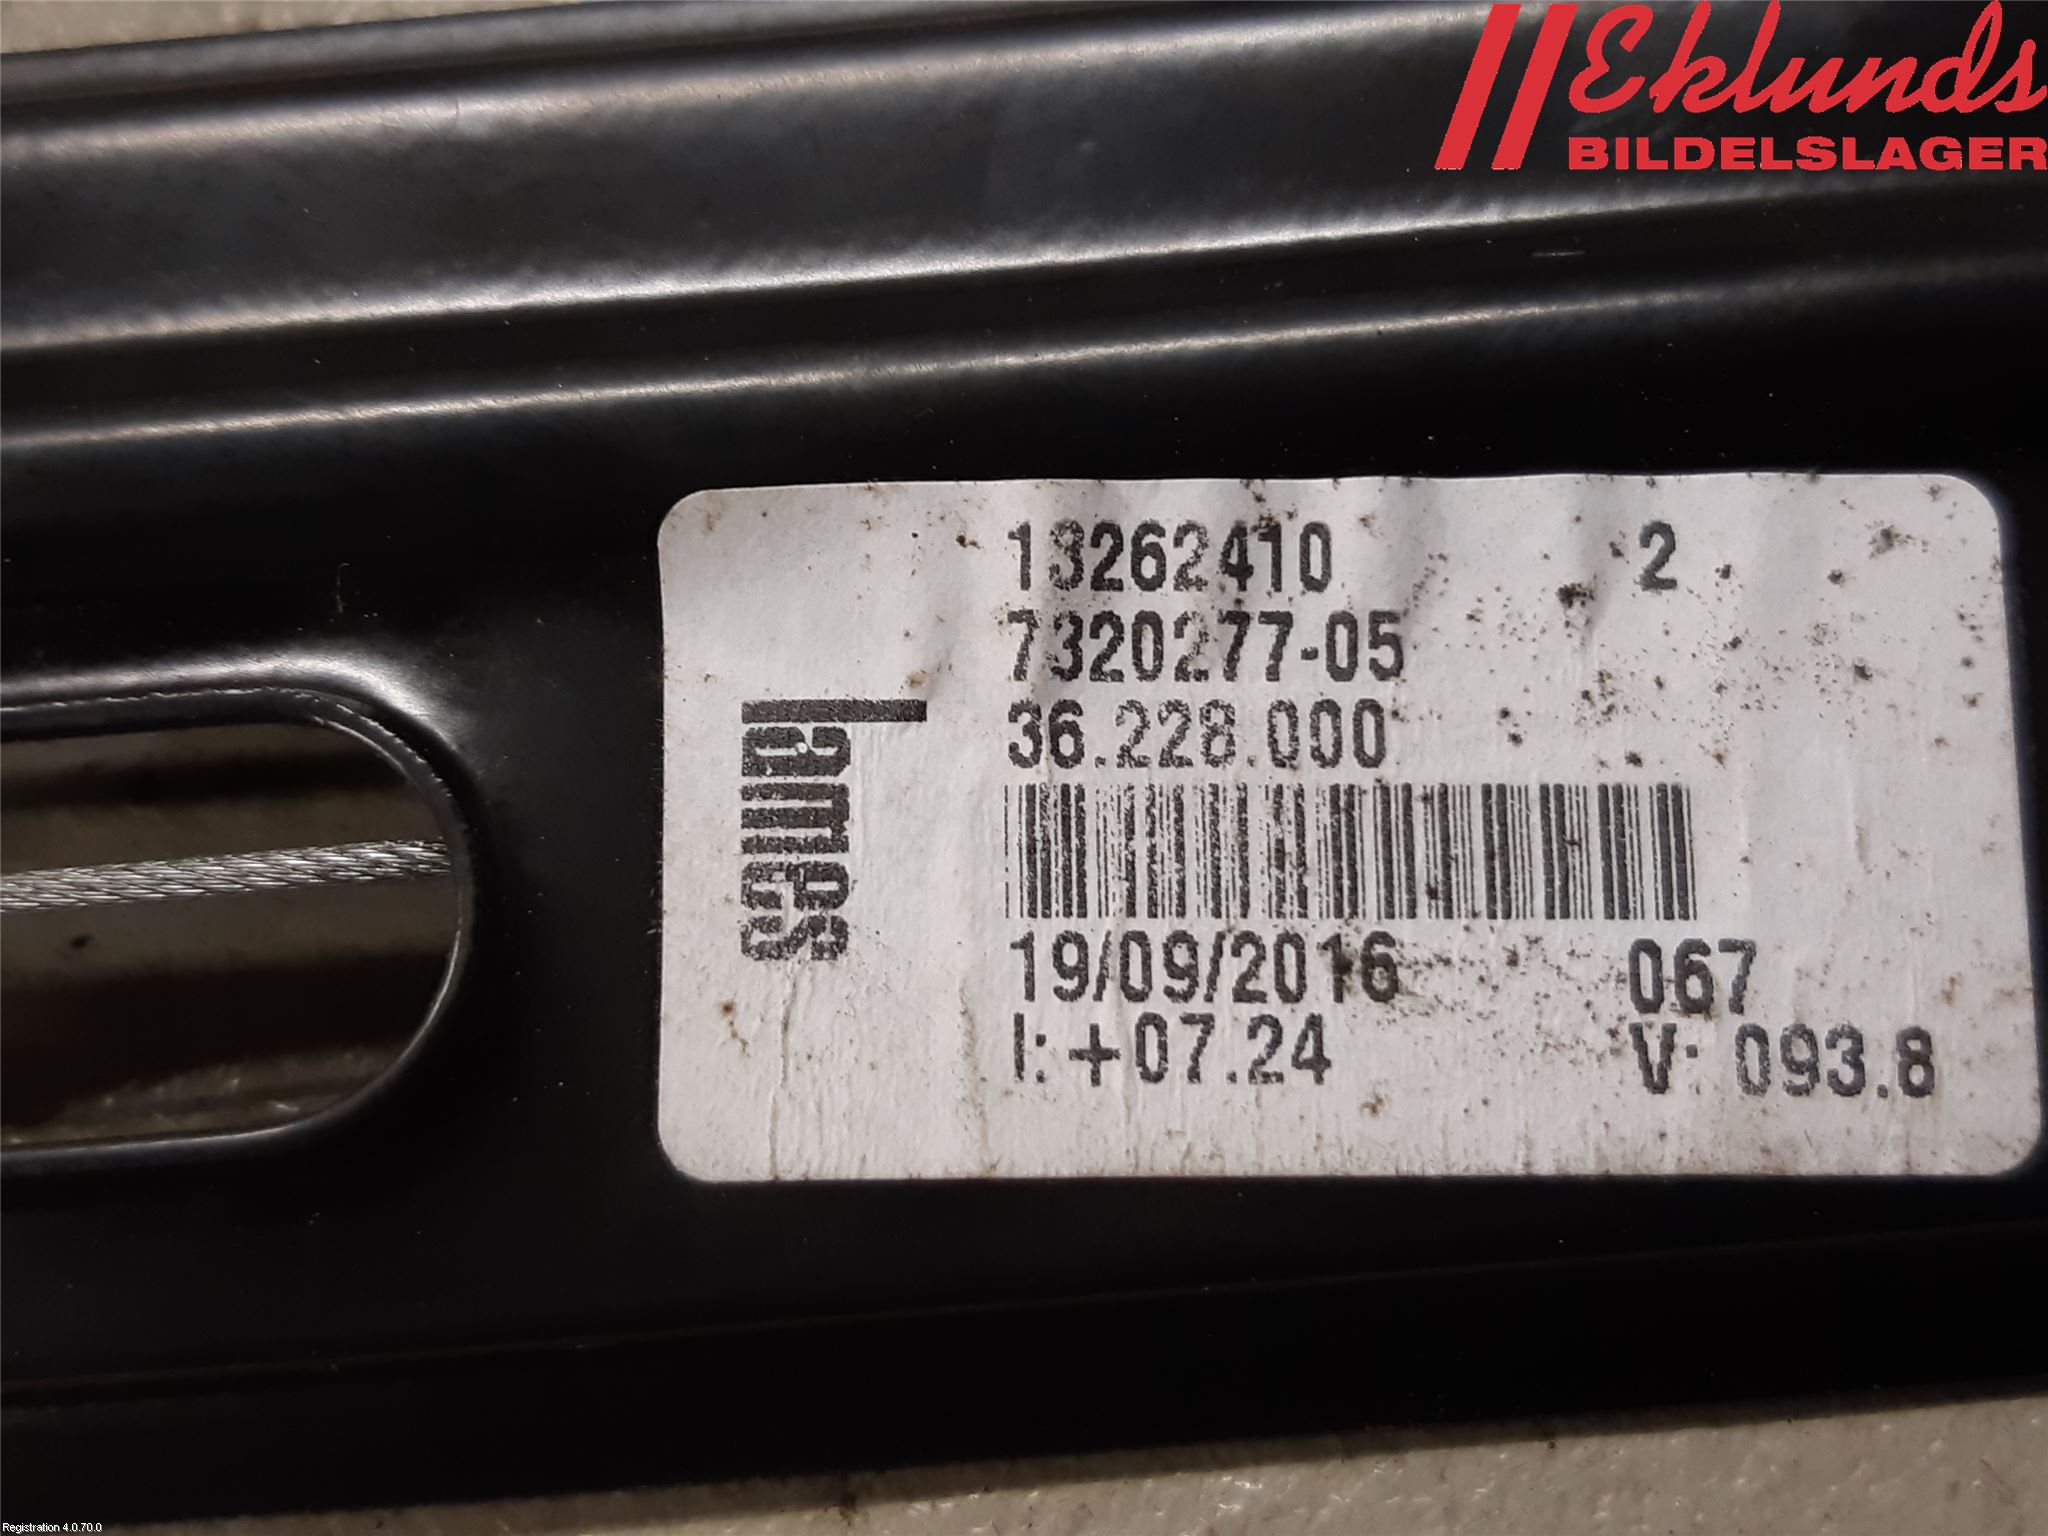 Eklunds
BILDELSLAGER
13262410 2
7320277-05
36.228.000
lames
19/09/2016 067
I: +07.24 V: 093.8
Registration 4.0.70.0